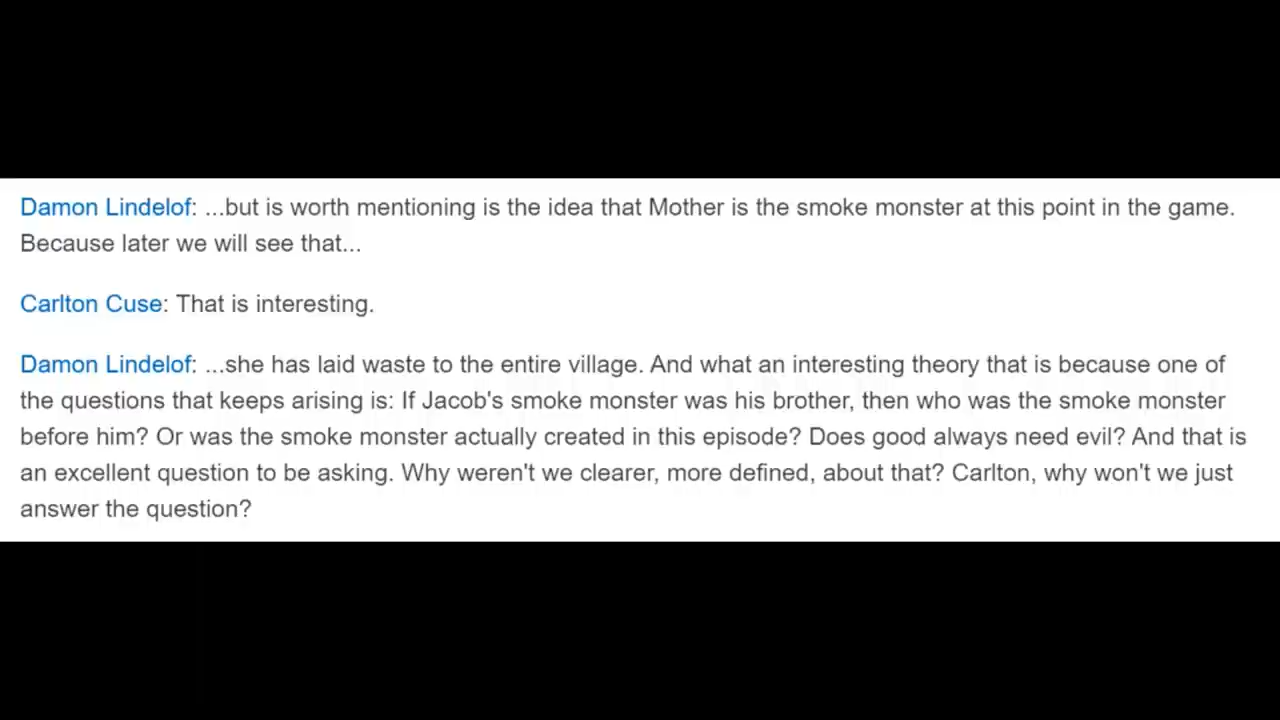 Damon Lindelof: ...but is worth mentioning is the idea that Mother is the smoke monster at this point in the game.
Because later we will see that...
Carlton Cuse: That is interesting.
Damon Lindelof: ...she has laid waste to the entire village. And what an interesting theory that is because one of
the questions that keeps arising is: If Jacob's smoke monster was his brother, then who was the smoke monster
before him? Or was the smoke monster actually created in this episode? Does good always need evil? And that is
an excellent question to be asking. Why weren't we clearer, more defined, about that? Carlton, why won't we just
answer the question?